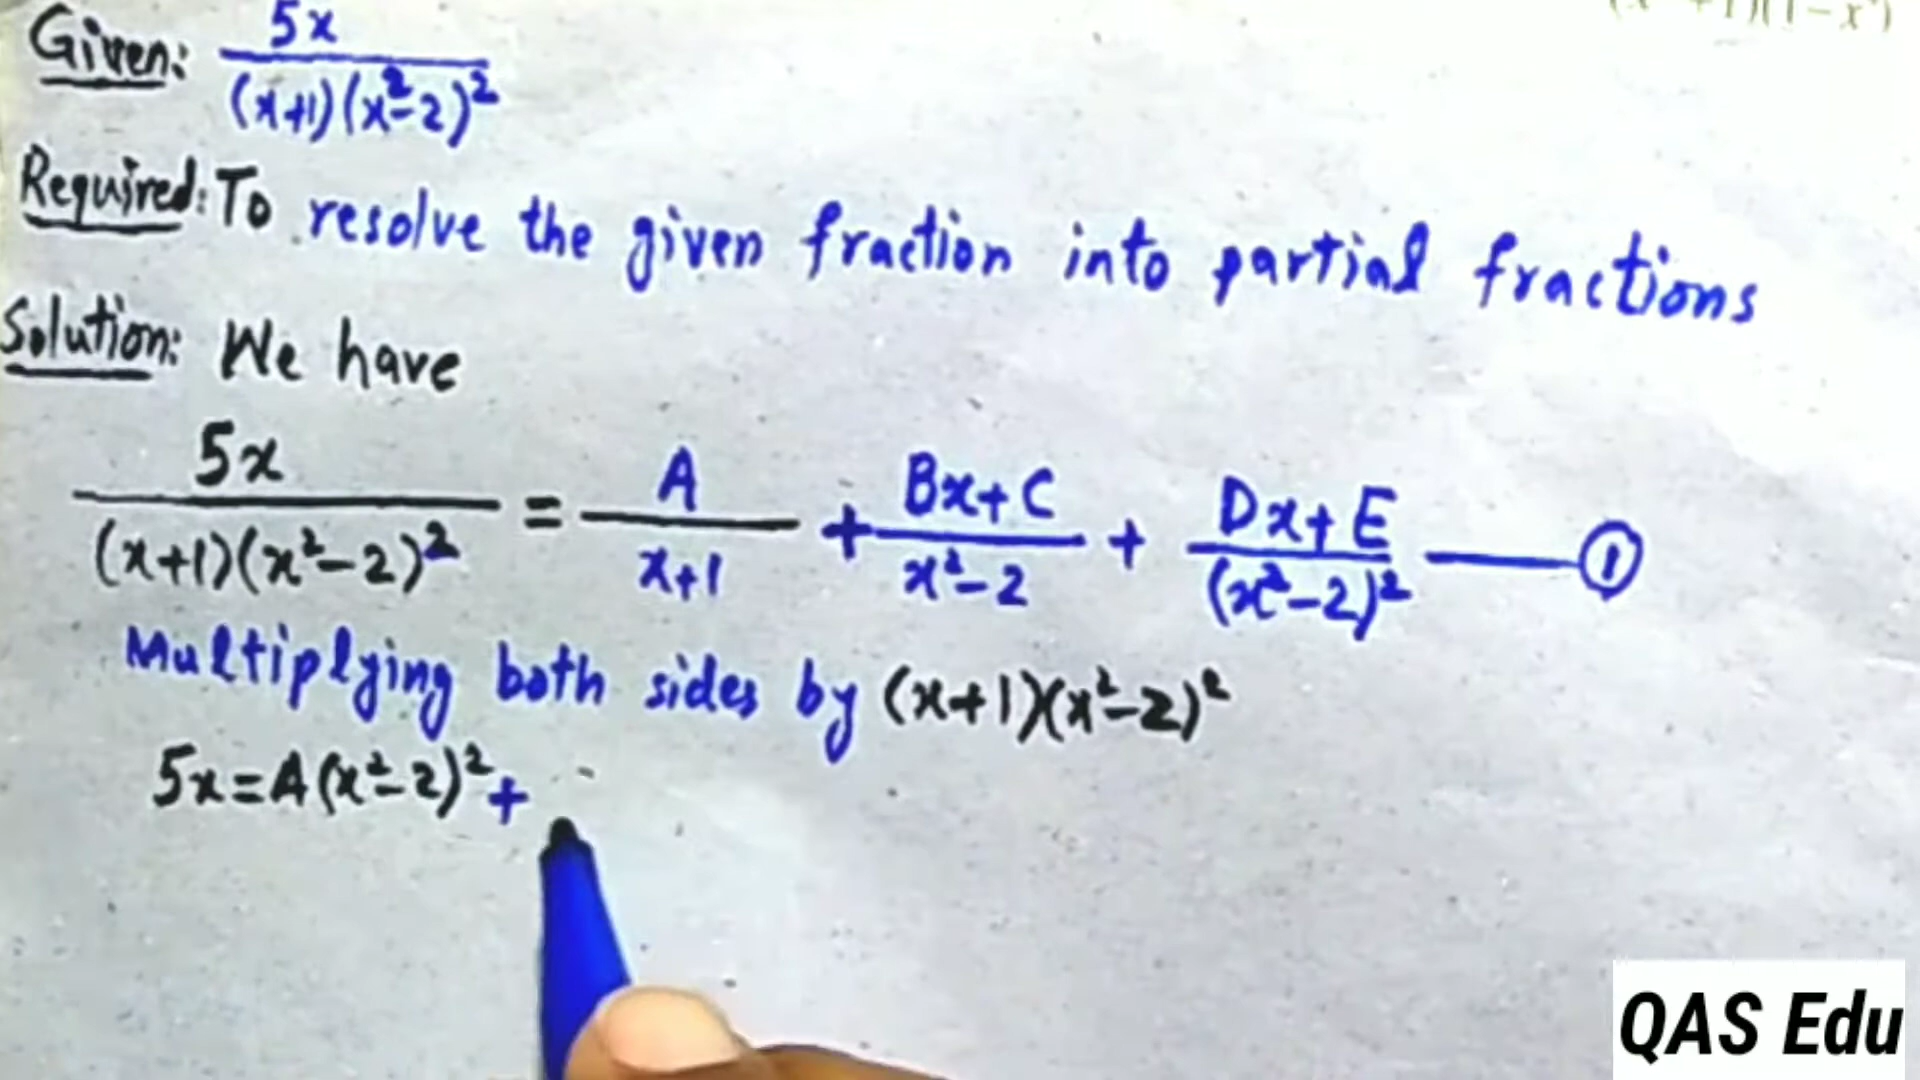 Given: 5x / (x+1)(x²-2)²
Required: To resolve the given fraction into partial fractions
Solution: We have
5x / (x+1)(x²-2)² = A / x+1 + Bx+C / x²-2 + Dx+E / (x²-2)² —— ①
Multiplying both sides by (x+1)(x²-2)²
5x=A(x²-2)²+
QAS Edu